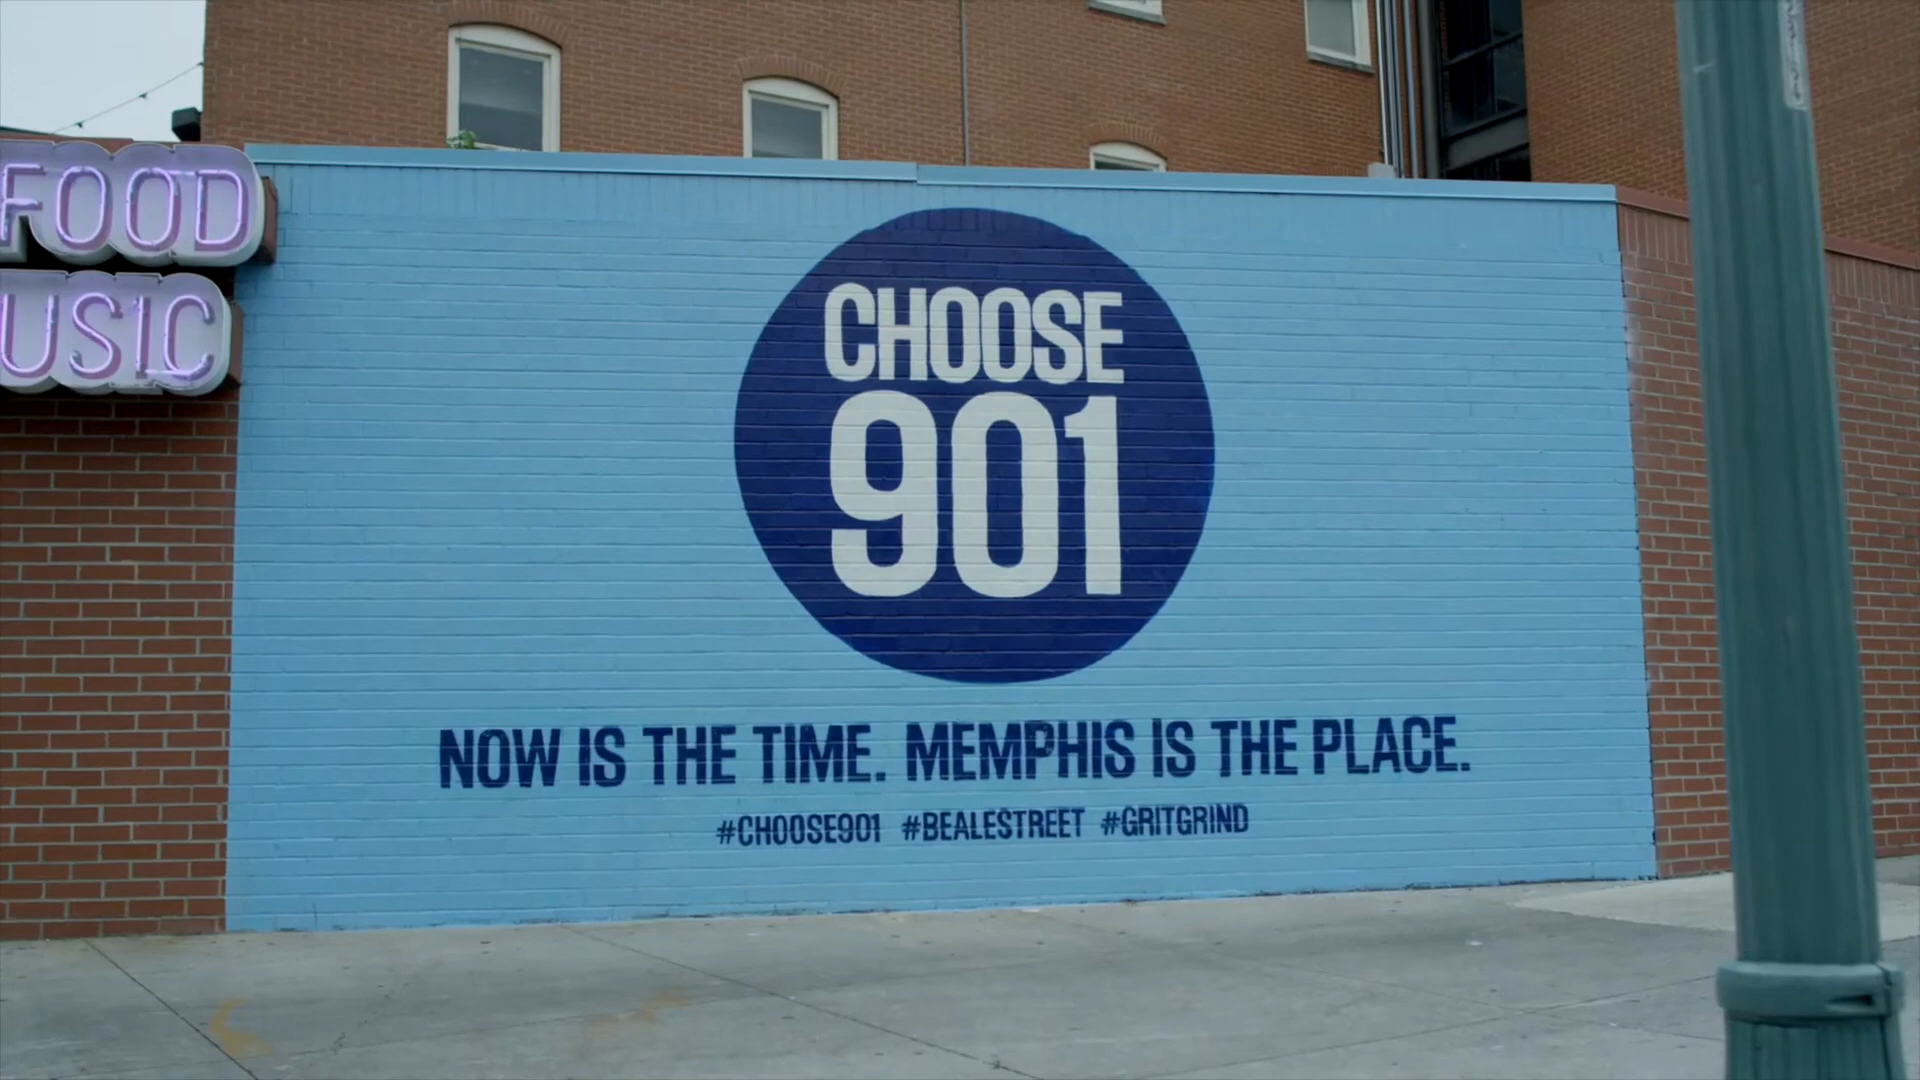 FOOD
USIC
CHOOSE
901
NOW IS THE TIME. MEMPHIS IS THE PLACE.
#CHOOSE901 #BEALESTREET #GRITGRIND